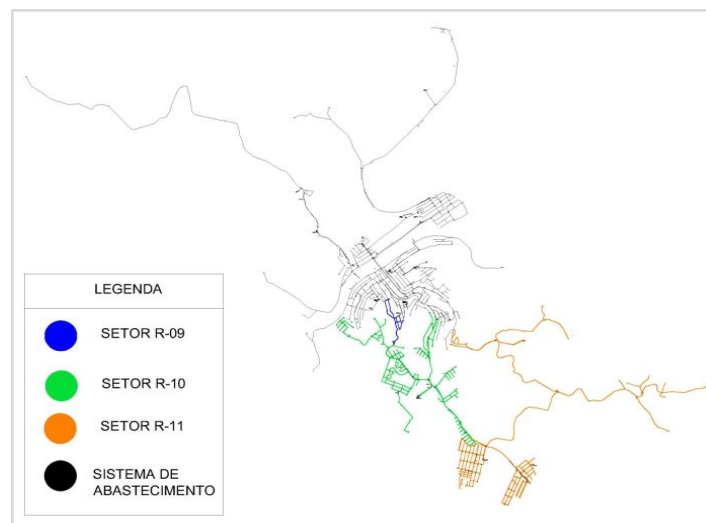 LEGENDA
SETOR R-09
SETOR R-10
SETOR R-11
SISTEMA DE
ABASTECIMENTO